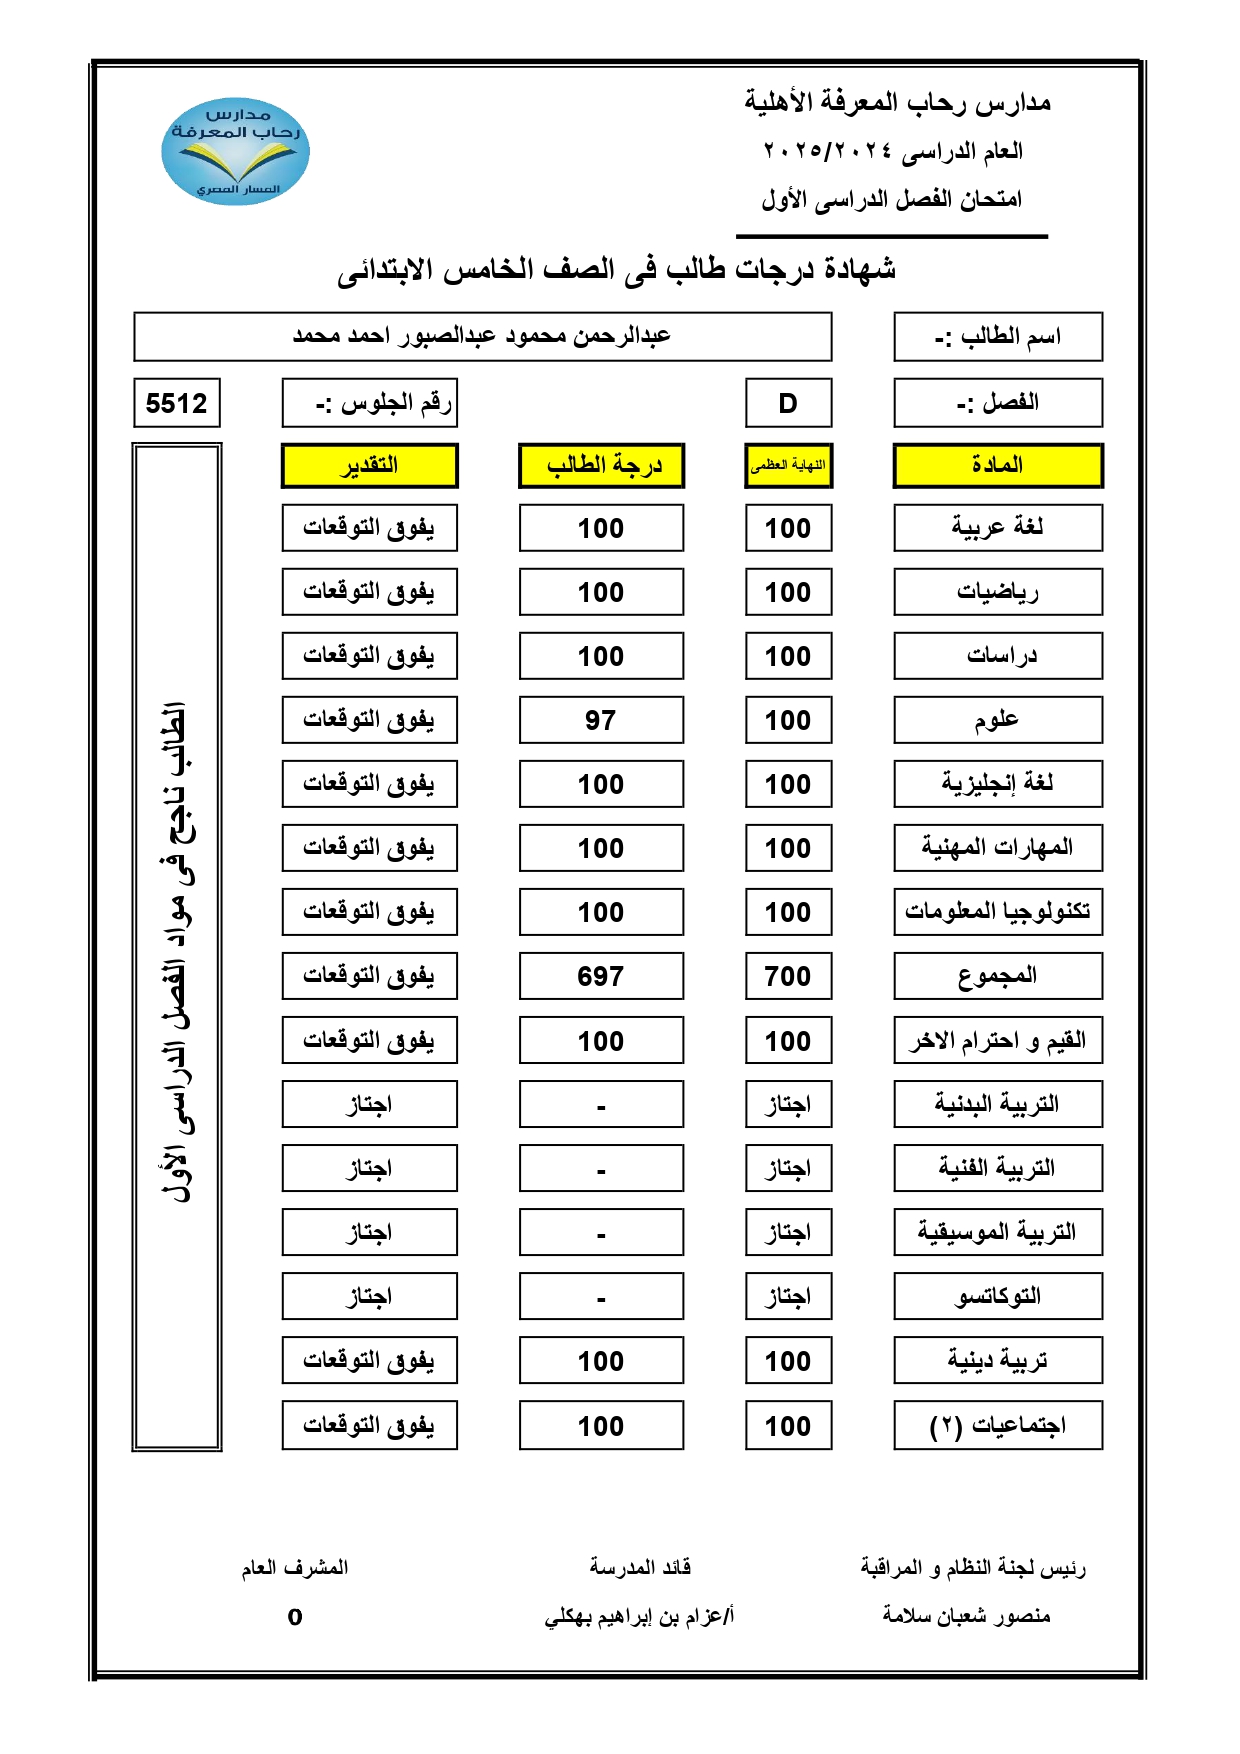 مدارس رحاب المعرفة الأهلية
العام الدراسى ٢٠٢٥/٢٠٢٤
امتحان الفصل الدراسى الأول
مدارس
رحاب المعرفة
المسار المصري
شهادة درجات طالب فى الصف الخامس الابتدائى
اسم الطالب :- عبدالرحمن محمود عبدالصبور احمد محمد
الفصل :- D رقم الجلوس :- 5512
المادة النهاية العظمى درجة الطالب التقدير
لغة عربية 100 100 يفوق التوقعات
رياضيات 100 100 يفوق التوقعات
دراسات 100 100 يفوق التوقعات
علوم 100 97 يفوق التوقعات
لغة إنجليزية 100 100 يفوق التوقعات
المهارات المهنية 100 100 يفوق التوقعات
تكنولوجيا المعلومات 100 100 يفوق التوقعات
المجموع 700 697 يفوق التوقعات
القيم و احترام الاخر 100 100 يفوق التوقعات
التربية البدنية اجتاز - اجتاز
التربية الفنية اجتاز - اجتاز
التربية الموسيقية اجتاز - اجتاز
التوكاتسو اجتاز - اجتاز
تربية دينية 100 100 يفوق التوقعات
اجتماعيات (٢) 100 100 يفوق التوقعات
الطالب ناجح فى مواد الفصل الدراسى الأول
رئيس لجنة النظام و المراقبة قائد المدرسة المشرف العام
منصور شعبان سلامة أ/عزام بن إبراهيم بهكلي 0